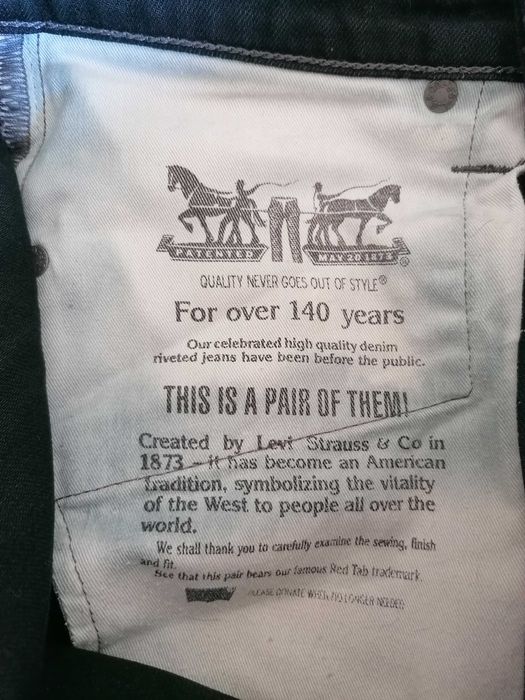 PATENTED MAY 20 1873 ®
QUALITY NEVER GOES OUT OF STYLE®
For over 140 years
Our celebrated high quality denim
riveted jeans have been before the public.
THIS IS A PAIR OF THEM!
Created by Levi Strauss & Co in
1873 - it has become an American
tradition, symbolizing the vitality
of the West to people all over the
world.
We shall thank you to carefully examine the sewing, finish
and fit.
See that this pair bears our famous Red Tab trademark.
PLEASE DONATE WHEN NO LONGER NEEDED